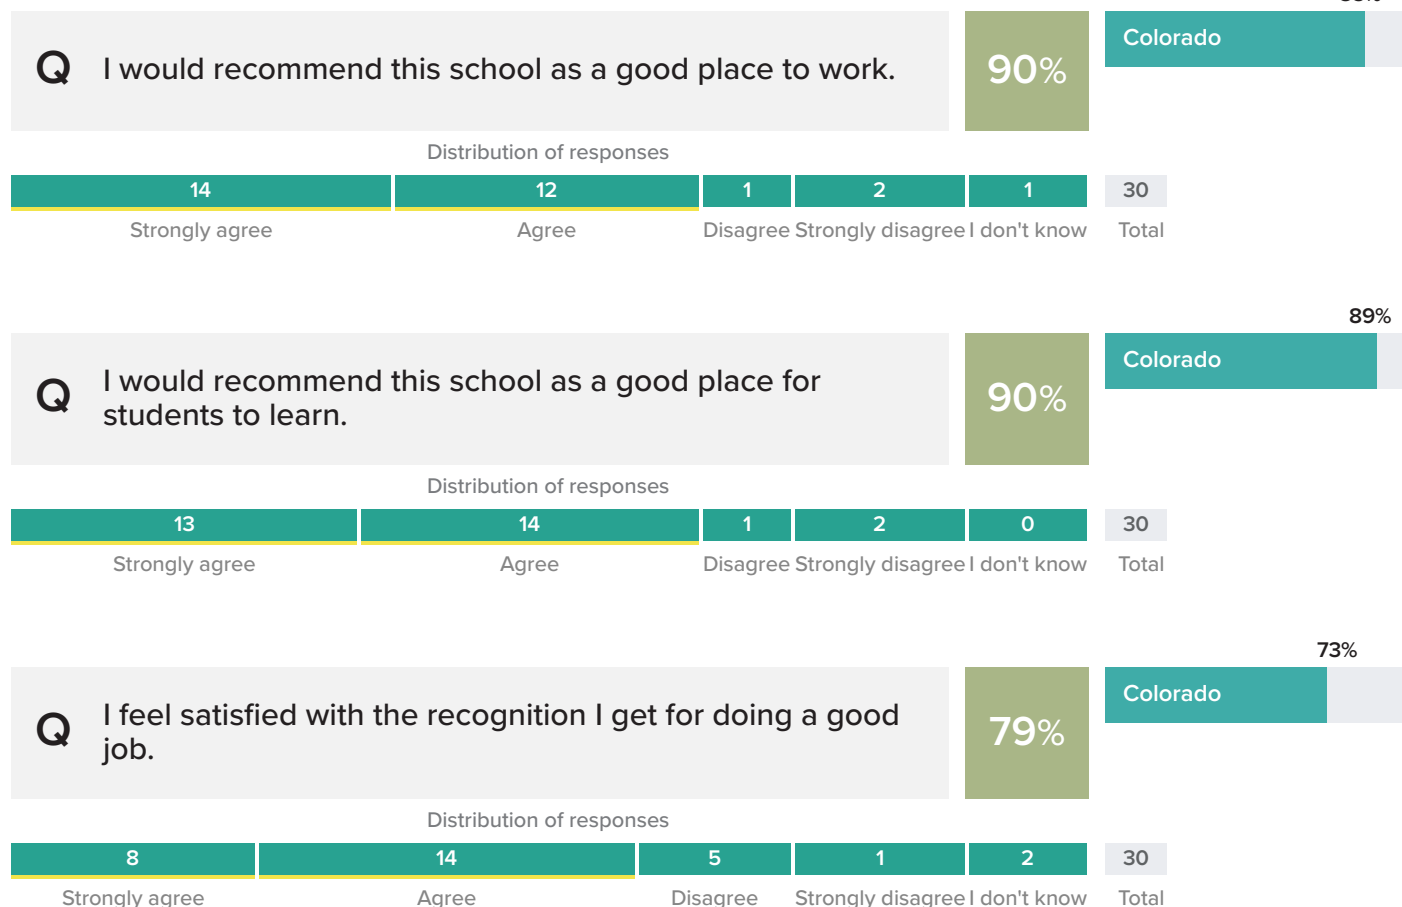 Q I would recommend this school as a good place to work.
90%
Colorado
Distribution of responses
14 12 1 2 1 30
Strongly agree Agree Disagree Strongly disagree I don't know Total
89%
Q I would recommend this school as a good place for
students to learn.
90%
Colorado
Distribution of responses
13 14 1 2 0 30
Strongly agree Agree Disagree Strongly disagree I don't know Total
73%
Q I feel satisfied with the recognition I get for doing a good
job.
79%
Colorado
Distribution of responses
8 14 5 1 2 30
Strongly agree Agree Disagree Strongly disagree I don't know Total